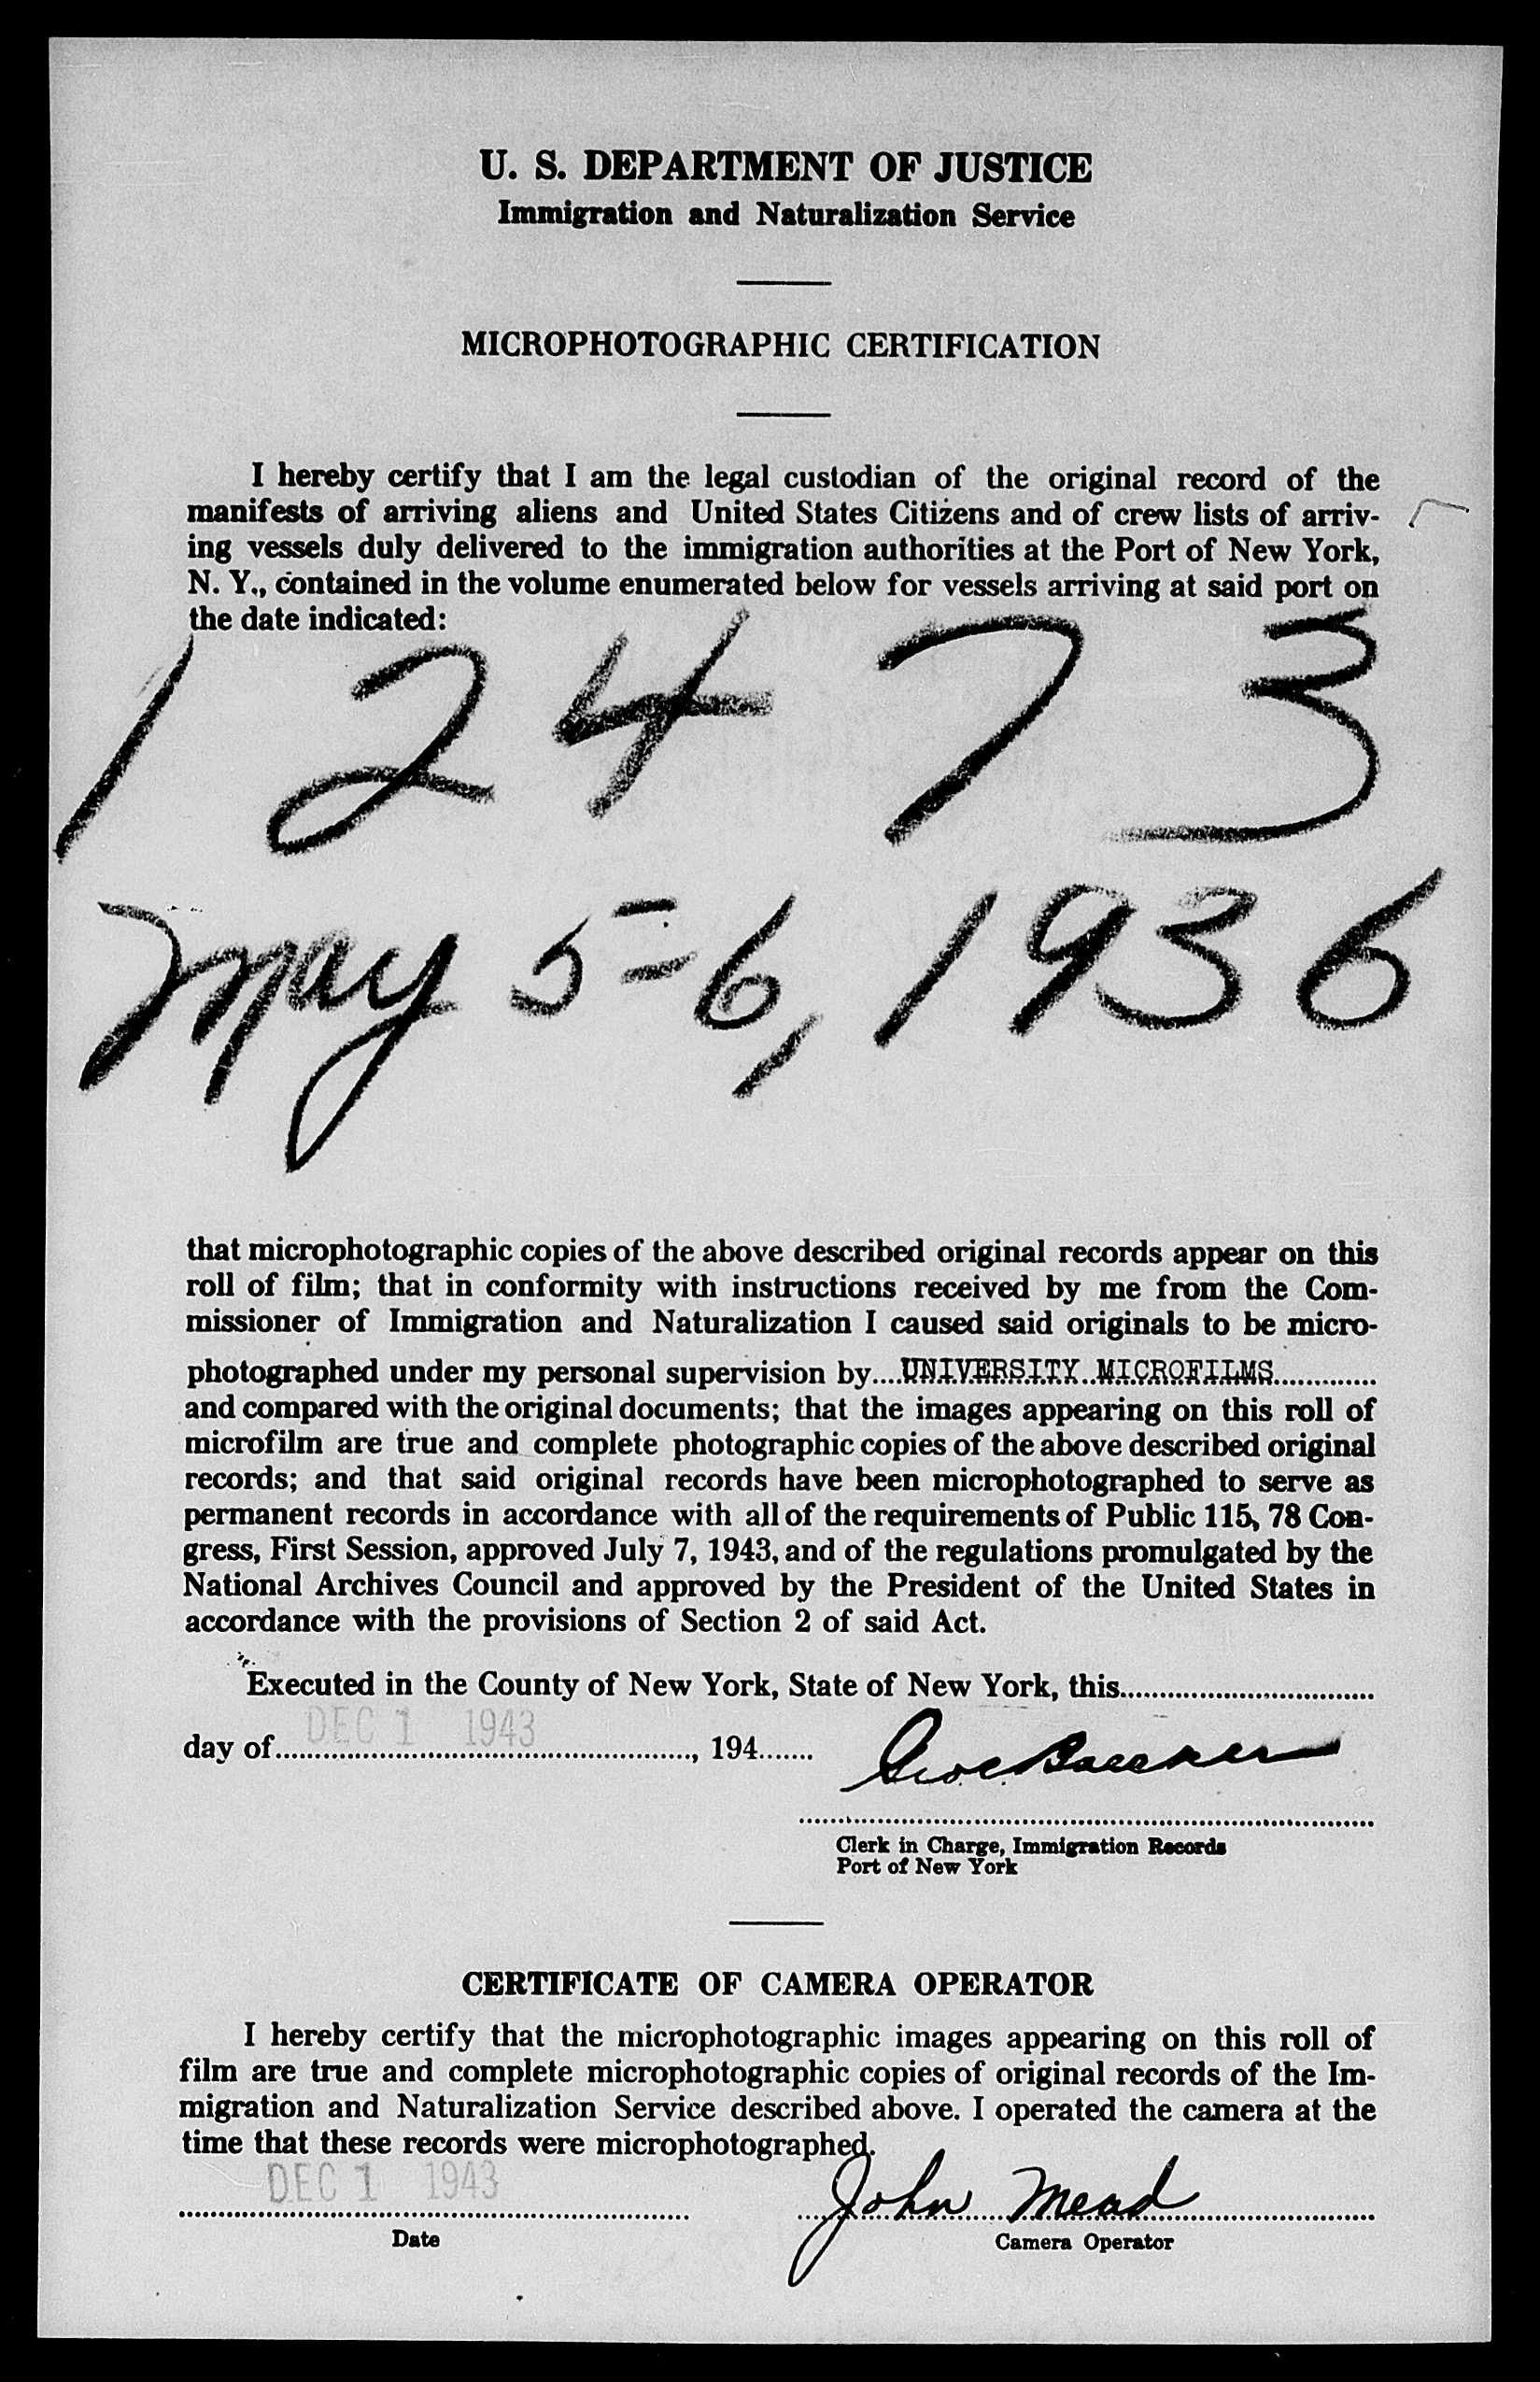 U. S. DEPARTMENT OF JUSTICE
Immigration and Naturalization Service
MICROPHOTOGRAPHIC CERTIFICATION
I hereby certify that I am the legal custodian of the original record of the
manifests of arriving aliens and United States Citizens and of crew lists of arriv-
ing vessels duly delivered to the immigration authorities at the Port of New York,
N. Y., contained in the volume enumerated below for vessels arriving at said port on
the date indicated:
12473
May 5-6, 1936
that microphotographic copies of the above described original records appear on this
roll of film; that in conformity with instructions received by me from the Com-
missioner of Immigration and Naturalization I caused said originals to be micro-
photographed under my personal supervision by....UNIVERSITY MICROFILMS.............
and compared with the original documents; that the images appearing on this roll of
microfilm are true and complete photographic copies of the above described original
records; and that said original records have been microphotographed to serve as
permanent records in accordance with all of the requirements of Public 115, 78 Con-
gress, First Session, approved July 7, 1943, and of the regulations promulgated by the
National Archives Council and approved by the President of the United States in
accordance with the provisions of Section 2 of said Act.
Executed in the County of New York, State of New York, this................................
day of DEC 1 1943, 194.......
Clerk in Charge, Immigration Records
Port of New York
CERTIFICATE OF CAMERA OPERATOR
I hereby certify that the microphotographic images appearing on this roll of
film are true and complete microphotographic copies of original records of the Im-
migration and Naturalization Service described above. I operated the camera at the
time that these records were microphotographed.
DEC 1 1943 John Mead
Date Camera Operator